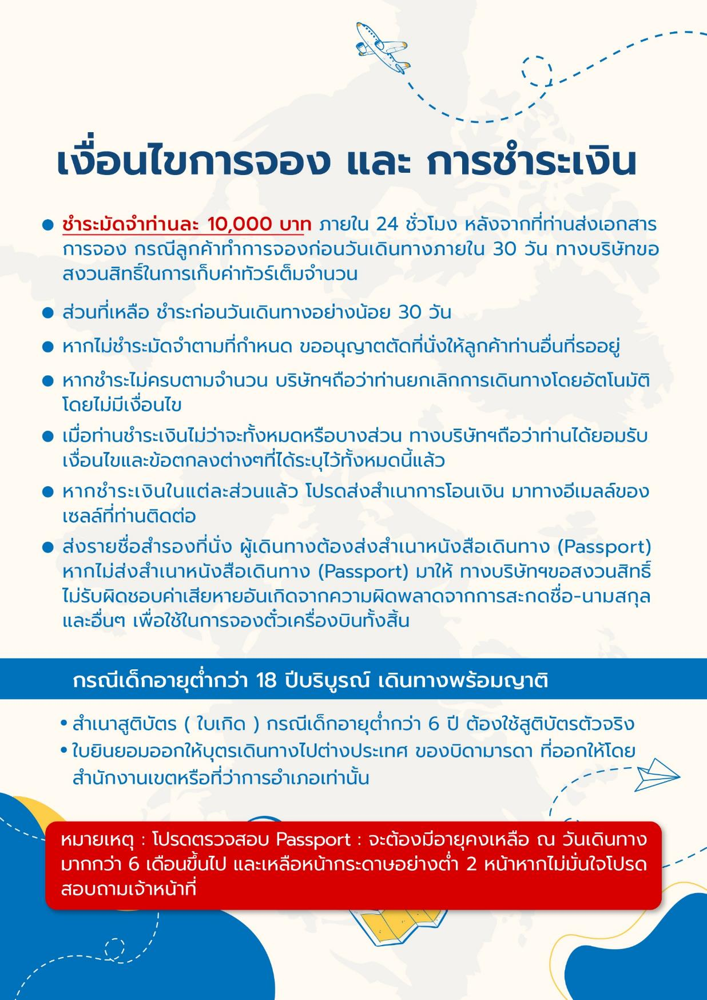 เงื่อนไขการจอง และ การชำระเงิน
● ชำระมัดจำท่านละ 10,000 บาท ภายใน 24 ชั่วโมง หลังจากที่ท่านส่งเอกสาร
การจอง กรณีลูกค้าทำการจองก่อนวันเดินทางภายใน 30 วัน ทางบริษัทขอ
สงวนสิทธิ์ในการเก็บค่าทัวร์เต็มจำนวน
● ส่วนที่เหลือ ชำระก่อนวันเดินทางอย่างน้อย 30 วัน
● หากไม่ชำระมัดจำตามที่กำหนด ขออนุญาตตัดที่นั่งให้ลูกค้าท่านอื่นที่รออยู่
● หากชำระไม่ครบตามจำนวน บริษัทฯถือว่าท่านยกเลิกการเดินทางโดยอัตโนมัติ
โดยไม่มีเงื่อนไข
● เมื่อท่านชำระเงินไม่ว่าจะทั้งหมดหรือบางส่วน ทางบริษัทฯถือว่าท่านได้ยอมรับ
เงื่อนไขและข้อตกลงต่างๆที่ได้ระบุไว้ทั้งหมดนี้แล้ว
● หากชำระเงินในแต่ละส่วนแล้ว โปรดส่งสำเนาการโอนเงิน มาทางอีเมลล์ของ
เซลล์ที่ท่านติดต่อ
● ส่งรายชื่อสำรองที่นั่ง ผู้เดินทางต้องส่งสำเนาหนังสือเดินทาง (Passport)
หากไม่ส่งสำเนาหนังสือเดินทาง (Passport) มาให้ ทางบริษัทฯขอสงวนสิทธิ์
ไม่รับผิดชอบค่าเสียหายอันเกิดจากความผิดพลาดจากการสะกดชื่อ-นามสกุล
และอื่นๆ เพื่อใช้ในการจองตั๋วเครื่องบินทั้งสิ้น
กรณีเด็กอายุต่ำกว่า 18 ปีบริบูรณ์ เดินทางพร้อมญาติ
• สำเนาสูติบัตร ( ใบเกิด ) กรณีเด็กอายุต่ำกว่า 6 ปี ต้องใช้สูติบัตรตัวจริง
• ใบยินยอมออกให้บุตรเดินทางไปต่างประเทศ ของบิดามารดา ที่ออกให้โดย
สำนักงานเขตหรือที่ว่าการอำเภอเท่านั้น
หมายเหตุ : โปรดตรวจสอบ Passport : จะต้องมีอายุคงเหลือ ณ วันเดินทาง
มากกว่า 6 เดือนขึ้นไป และเหลือหน้ากระดาษอย่างต่ำ 2 หน้าหากไม่มั่นใจโปรด
สอบถามเจ้าหน้าที่